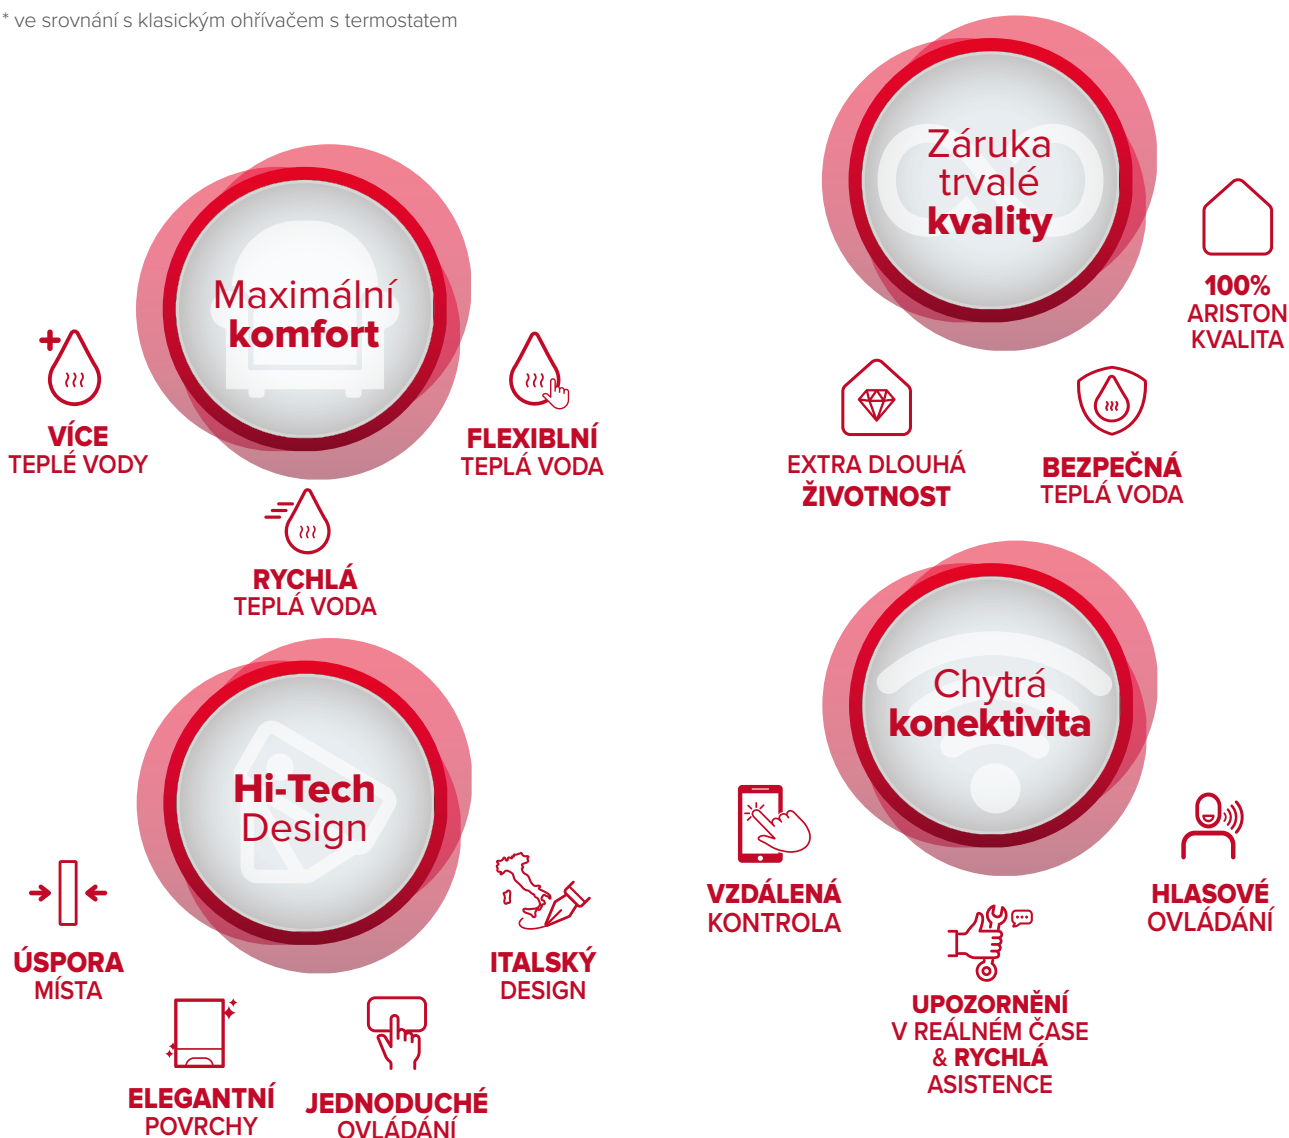 * ve srovnání s klasickým ohřívačem s termostatem
Maximální
komfort
VÍCE
TEPLÉ VODY
FLEXIBLNÍ
TEPLÁ VODA
RYCHLÁ
TEPLÁ VODA
Záruka
trvalé
kvality
100%
ARISTON
KVALITA
EXTRA DLOUHÁ
ŽIVOTNOST
BEZPEČNÁ
TEPLÁ VODA
Hi-Tech
Design
ÚSPORA
MÍSTA
ELEGANTNÍ
POVRCHY
JEDNODUCHÉ
OVLÁDÁNÍ
ITALSKÝ
DESIGN
Chytrá
konektivita
VZDÁLENÁ
KONTROLA
UPOZORNĚNÍ
V REÁLNÉM ČASE
& RYCHLÁ
ASISTENCE
HLASOVÉ
OVLÁDÁNÍ